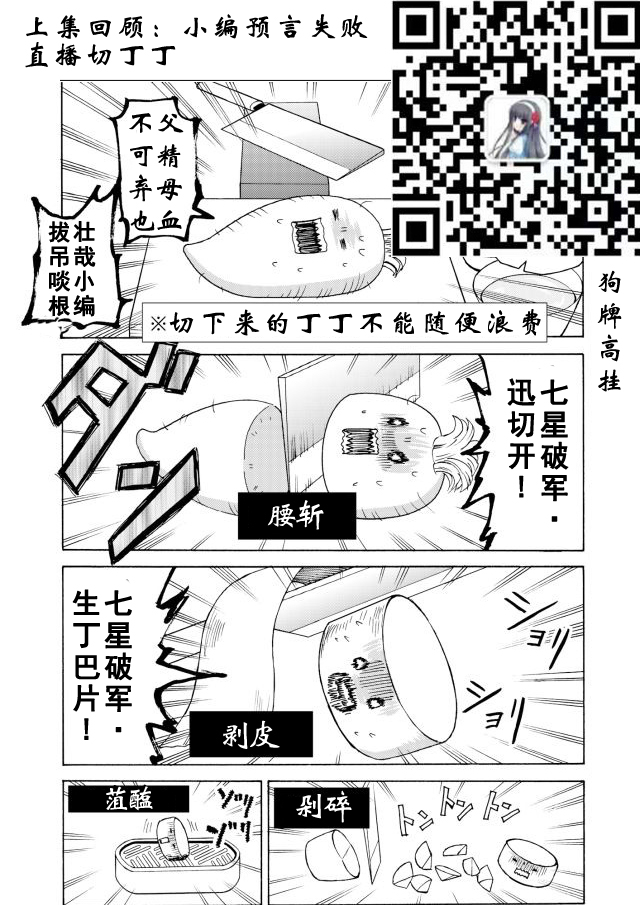 上集回顾：小编预言失败
直播切丁丁
父精母血
不可弃也
壮哉小编
拔吊啖根
※切下来的丁丁不能随便浪费
狗牌高挂
七星破军·
迅切开！
ダンッ
腰斩
七星破军·
生丁巴片！
ショリ
ショリ
剥皮
菹醢
ゾリッ
ゾリッ
剁碎
トン
トン
トン